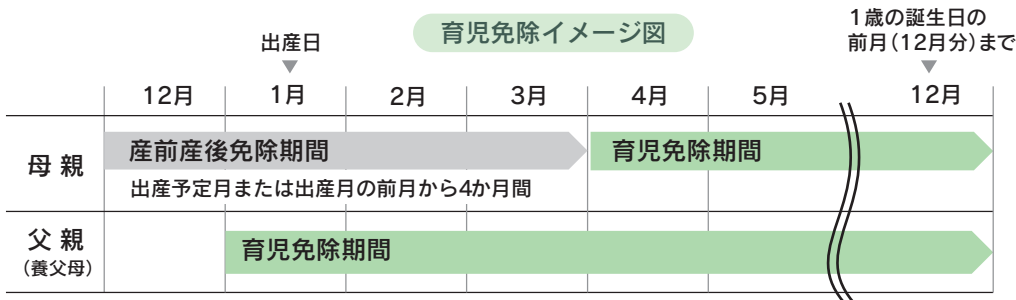 育児免除イメージ図
出産日
1歳の誕生日の
前月(12月分)まで
12月 1月 2月 3月 4月 5月 12月
母親
産前産後免除期間
育児免除期間
出産予定月または出産月の前月から4か月間
父親
(養父母)
育児免除期間